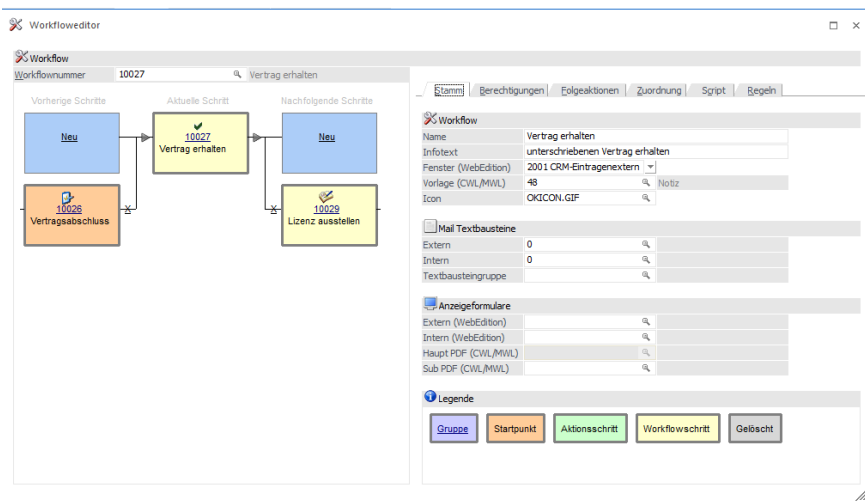 Workfloweditor
Workflow
Workflownummer 10027 Vertrag erhalten
Vorherige Schritte Aktuelle Schritt Nachfolgende Schritte
Neu
10027
Vertrag erhalten
Neu
10026
Vertragsabschluss
X
X
10029
Lizenz ausstellen
Stamm Berechtigungen Folgeaktionen Zuordnung Script Regeln
Workflow
Name Vertrag erhalten
Infotext unterschriebenen Vertrag erhalten
Fenster (WebEdition) 2001 CRM-Eintragenextern
Vorlage (CWL/MWL) 48 Notiz
Icon OKICON.GIF
Mail Textbausteine
Extern 0
Intern 0
Textbausteingruppe
Anzeigeformulare
Extern (WebEdition)
Intern (WebEdition)
Haupt PDF (CWL/MWL)
Sub PDF (CWL/MWL)
Legende
Gruppe Startpunkt Aktionsschritt Workflowschritt Gelöscht